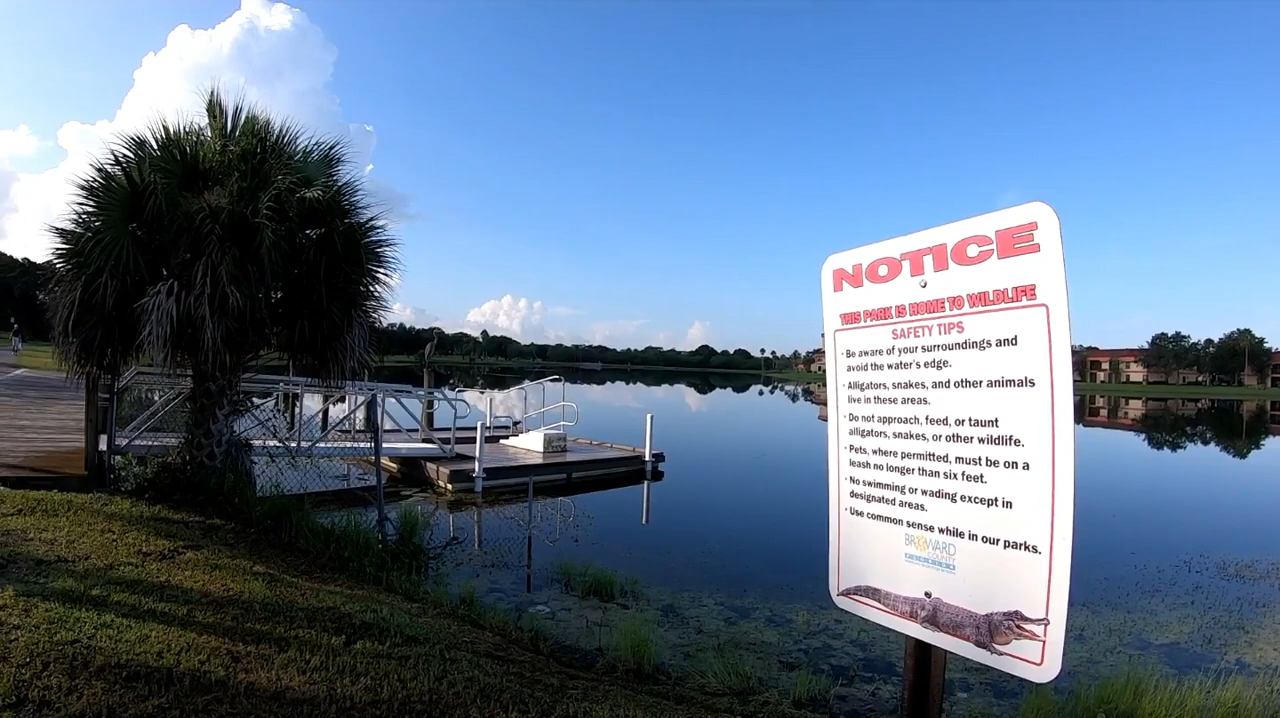 NOTICE
THIS PARK IS HOME TO WILDLIFE
SAFETY TIPS
· Be aware of your surroundings and
avoid the water's edge.
· Alligators, snakes, and other animals
live in these areas.
· Do not approach, feed, or taunt
alligators, snakes, or other wildlife.
· Pets, where permitted, must be on a
leash no longer than six feet.
· No swimming or wading except in
designated areas.
· Use common sense while in our parks.
BROWARD
COUNTY
FLORIDA